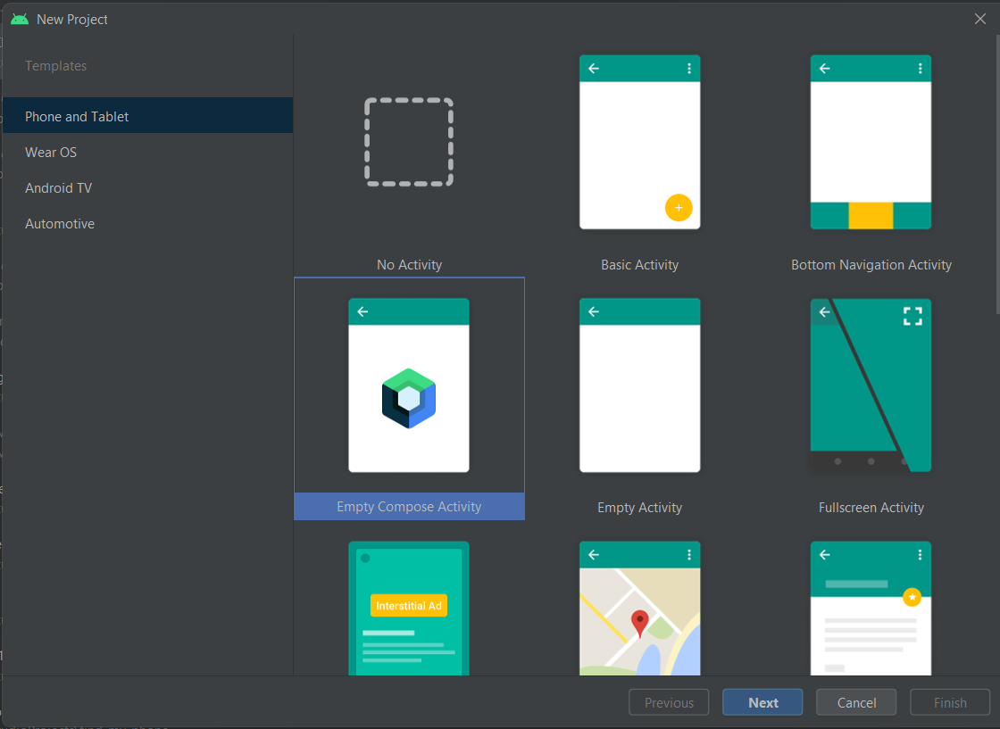 New Project
Templates
Phone and Tablet
Wear OS
Android TV
Automotive
No Activity
Basic Activity
Bottom Navigation Activity
Empty Compose Activity
Empty Activity
Fullscreen Activity
Interstitial Ad
Previous
Next
Cancel
Finish